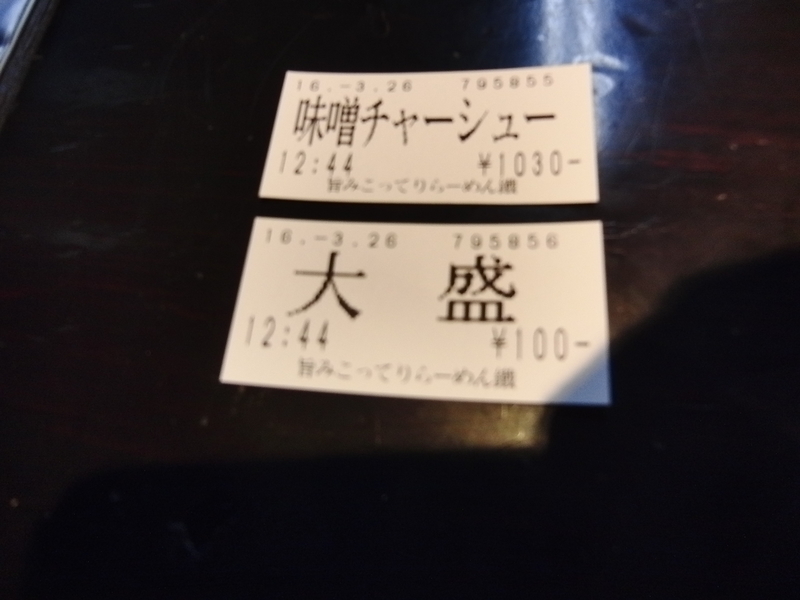 16.-3.26 795855
味噌チャーシュー
12:44 ¥1030-
旨みこってりらーめん
16.-3.26 795856
大 盛
12:44 ¥100-
旨みこってりらーめん